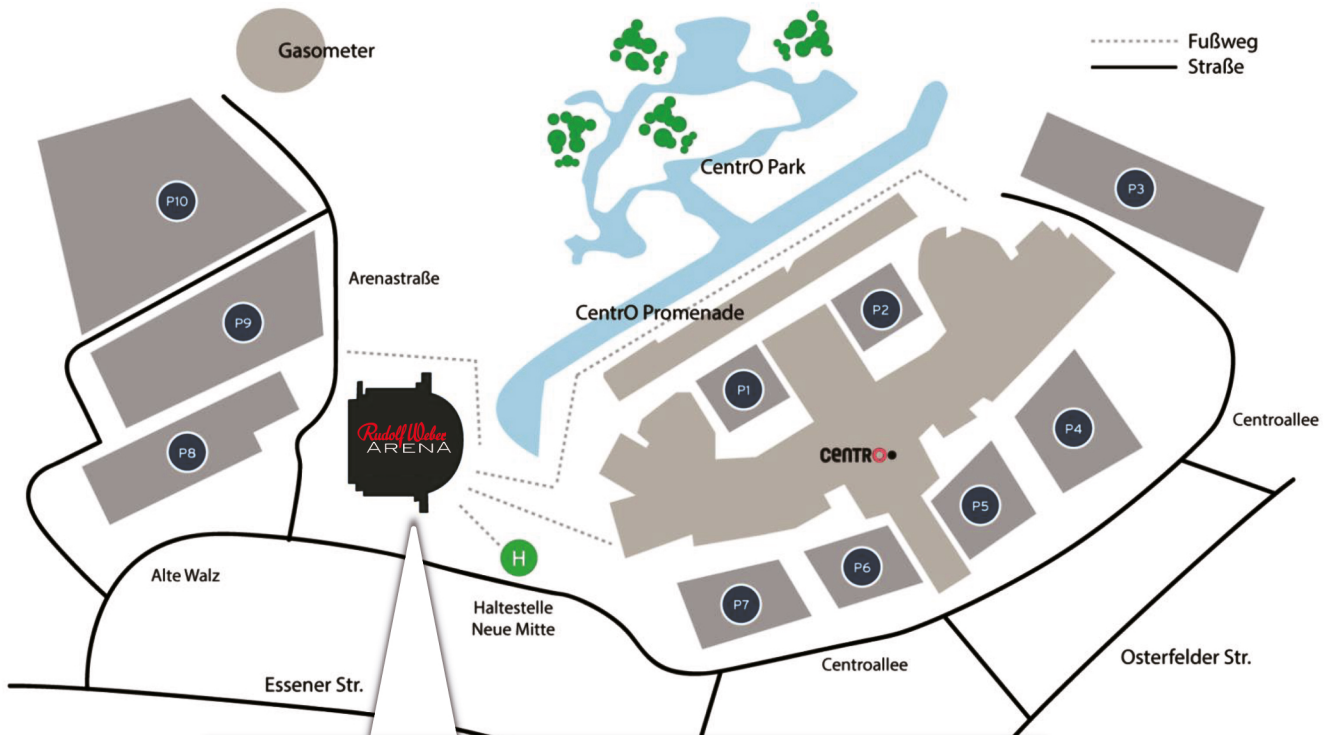 Gasometer
Fußweg
Straße
P10
CentrO Park
P3
Arenastraße
P9
CentrO Promenade
P2
P1
Rudolf Weber
ARENA
P8
CentrO
P4
Centroallee
P5
H
P6
Alte Walz
P7
Haltestelle
Neue Mitte
Centroallee
Osterfelder Str.
Essener Str.